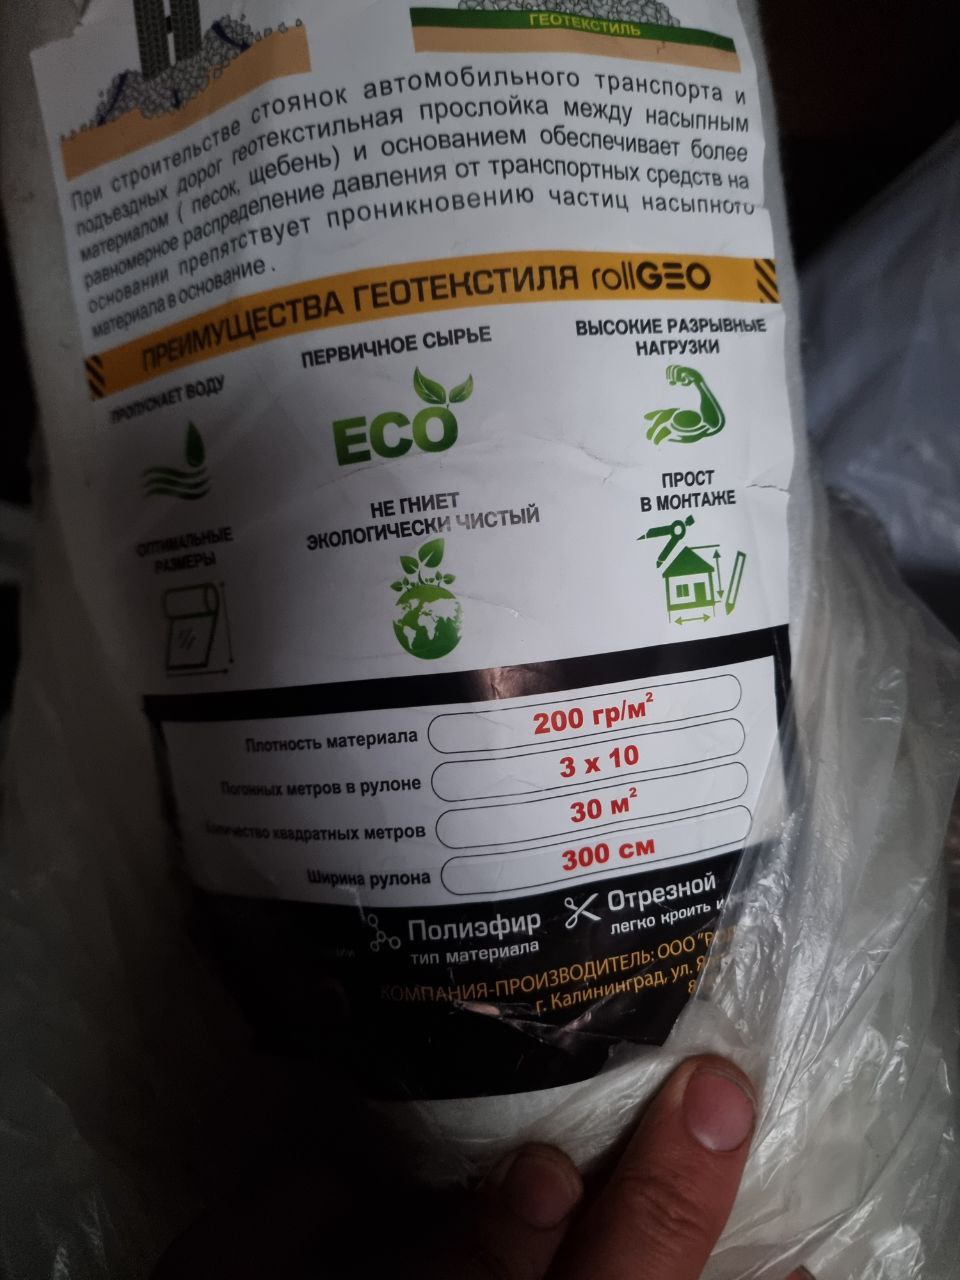 ГЕОТЕКСТИЛЬ
При строительстве стоянок автомобильного транспорта и
подъездных дорог геотекстильная прослойка между насыпным
материалом ( песок, щебень) и основанием обеспечивает более
равномерное распределение давления от транспортных средств на
основании препятствует проникновению частиц насыпного
материала в основание .
ПРЕИМУЩЕСТВА ГЕОТЕКСТИЛЯ rollGEO
ПРОПУСКАЕТ ВОДУ
ПЕРВИЧНОЕ СЫРЬЕ
ECO
ВЫСОКИЕ РАЗРЫВНЫЕ
НАГРУЗКИ
ОПТИМАЛЬНЫЕ
РАЗМЕРЫ
НЕ ГНИЕТ
ЭКОЛОГИЧЕСКИ ЧИСТЫЙ
ПРОСТ
В МОНТАЖЕ
Плотность материала 200 гр/м²
Погонных метров в рулоне 3 x 10
Количество квадратных метров 30 м²
Ширина рулона 300 см
Полиэфир
тип материала
Отрезной
легко кроить и
КОМПАНИЯ-ПРОИЗВОДИТЕЛЬ: ООО
г. Калининград, ул.